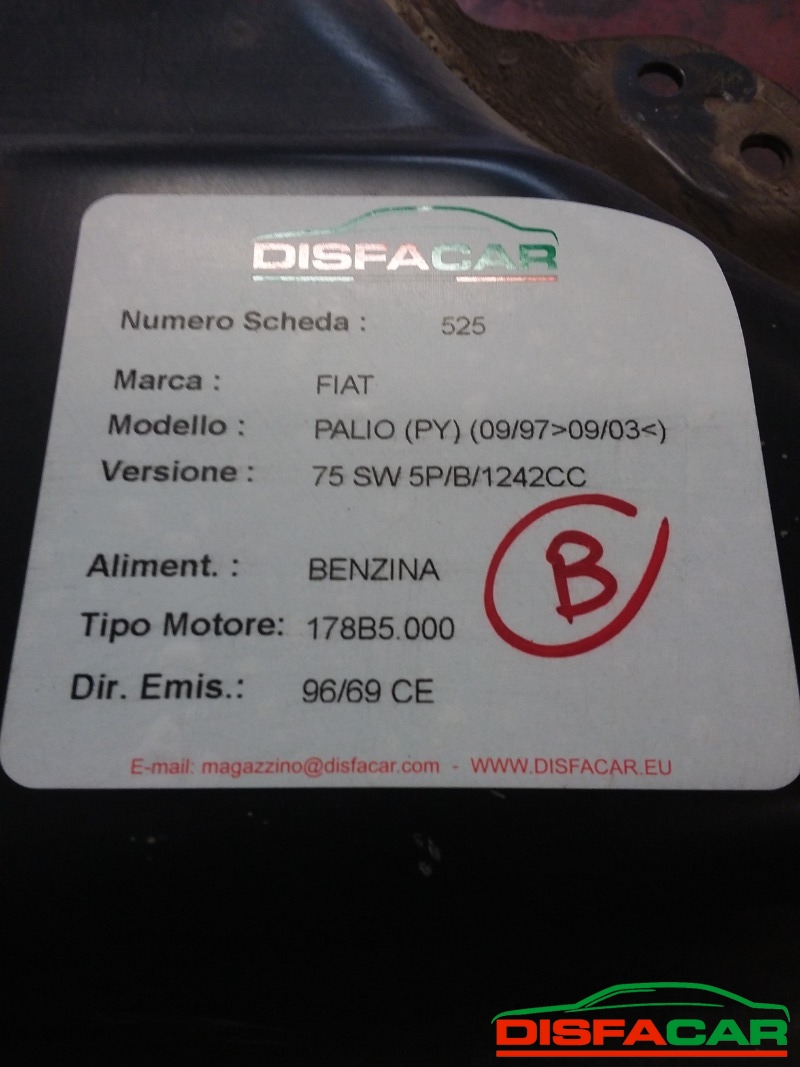 DISFACAR
Numero Scheda : 525
Marca : FIAT
Modello : PALIO (PY) (09/97>09/03<)
Versione : 75 SW 5P/B/1242CC
B
Aliment. : BENZINA
Tipo Motore: 178B5.000
Dir. Emis.: 96/69 CE
E-mail: magazzino@disfacar.com - WWW.DISFACAR.EU
DISFACAR